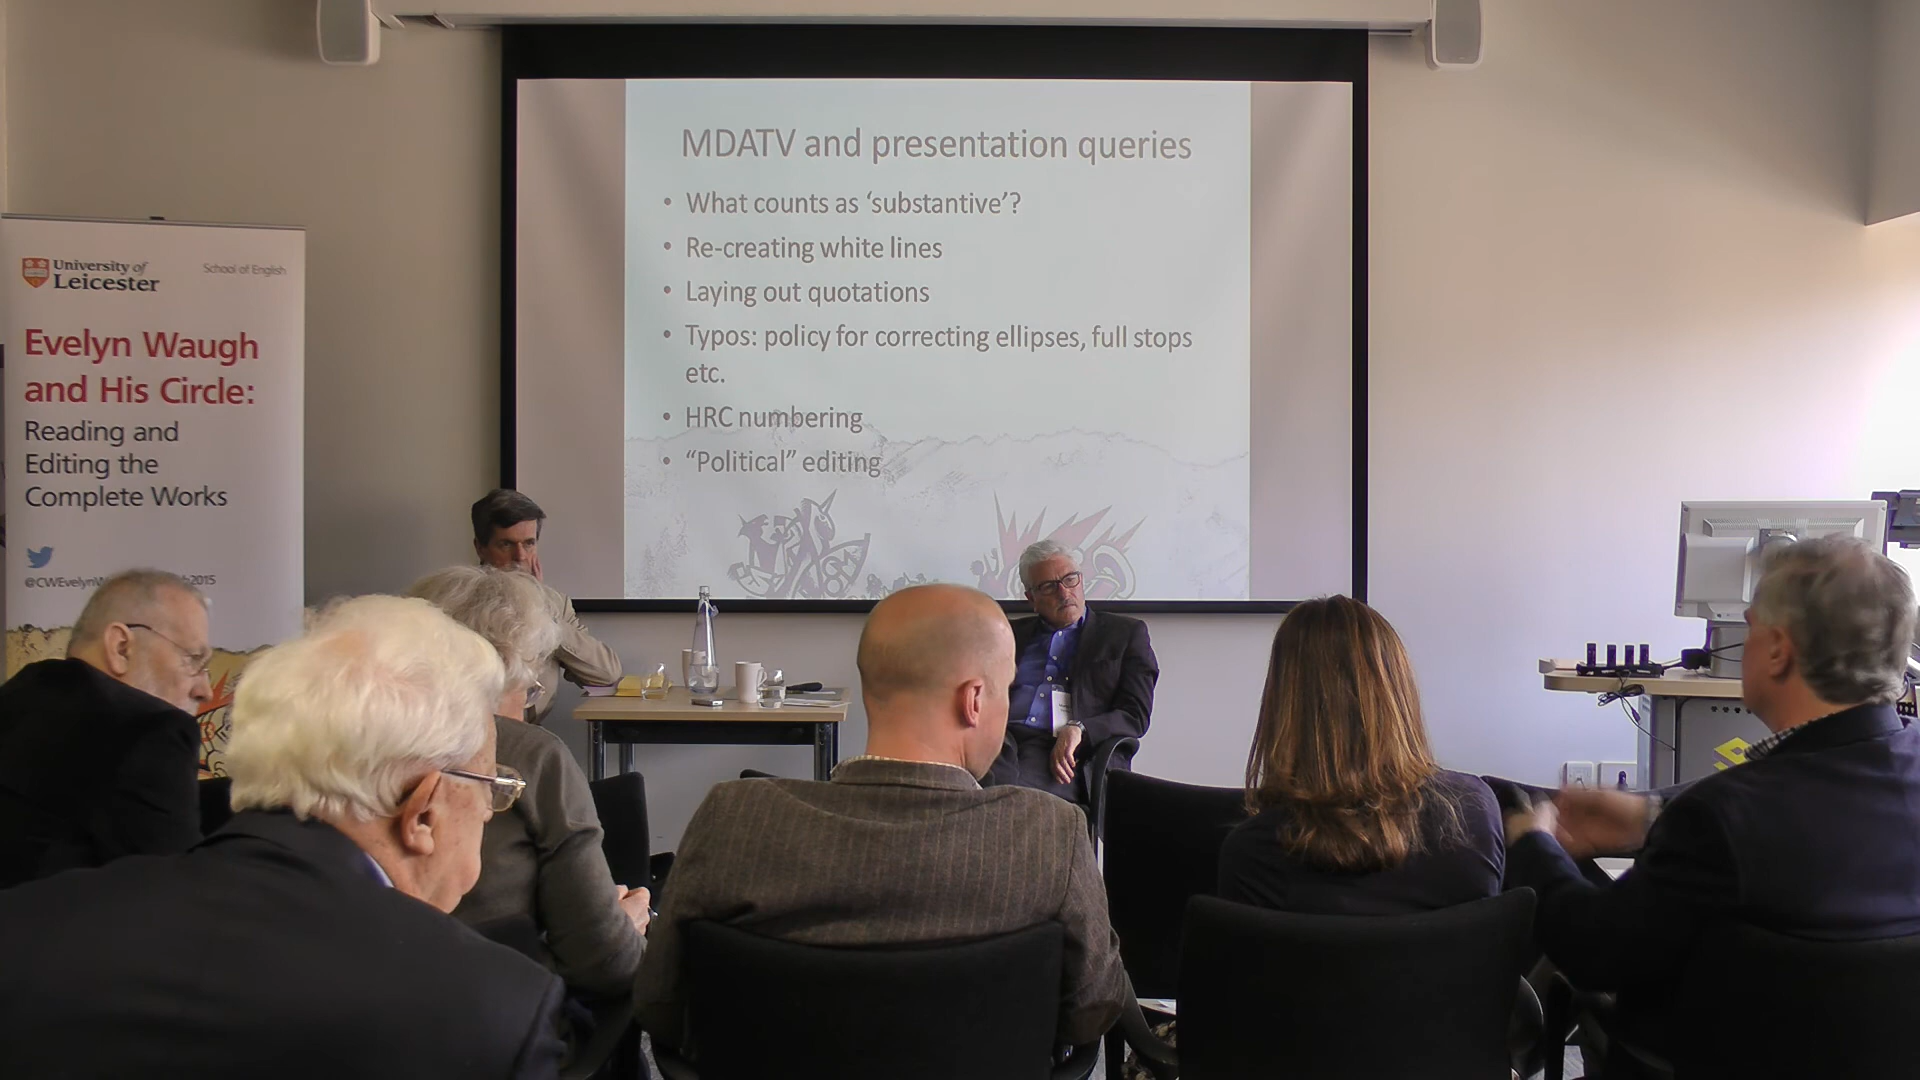 MDATV and presentation queries
• What counts as ‘substantive’?
• Re-creating white lines
• Laying out quotations
• Typos: policy for correcting ellipses, full stops
etc.
• HRC numbering
• “Political” editing
University of
Leicester
School of English
Evelyn Waugh
and His Circle:
Reading and
Editing the
Complete Works